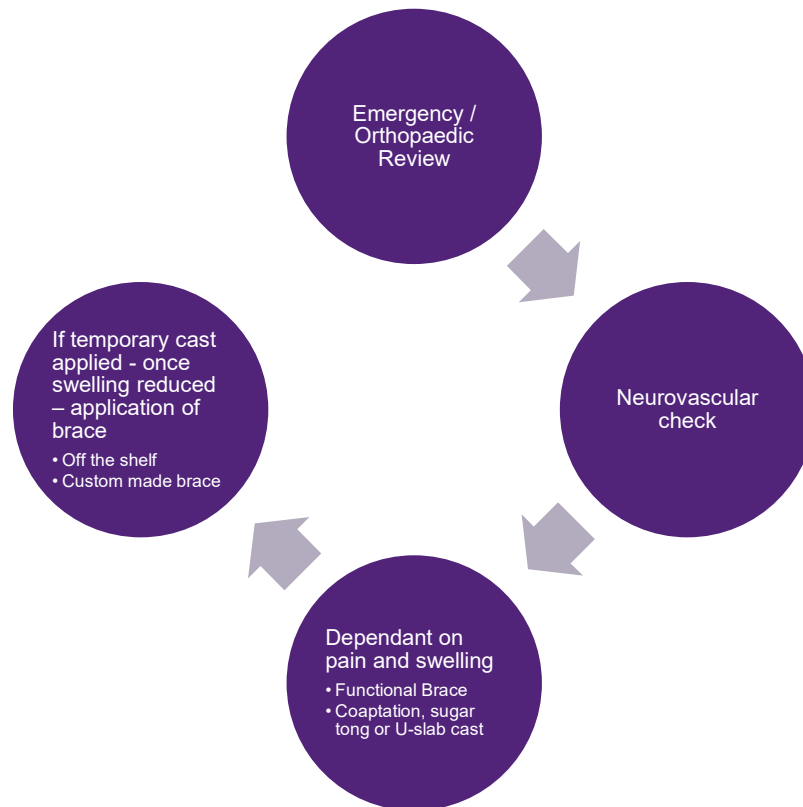 Emergency /
Orthopaedic
Review
Neurovascular
check
Dependant on
pain and swelling
• Functional Brace
• Coaptation, sugar
tong or U-slab cast
If temporary cast
applied - once
swelling reduced
– application of
brace
• Off the shelf
• Custom made brace